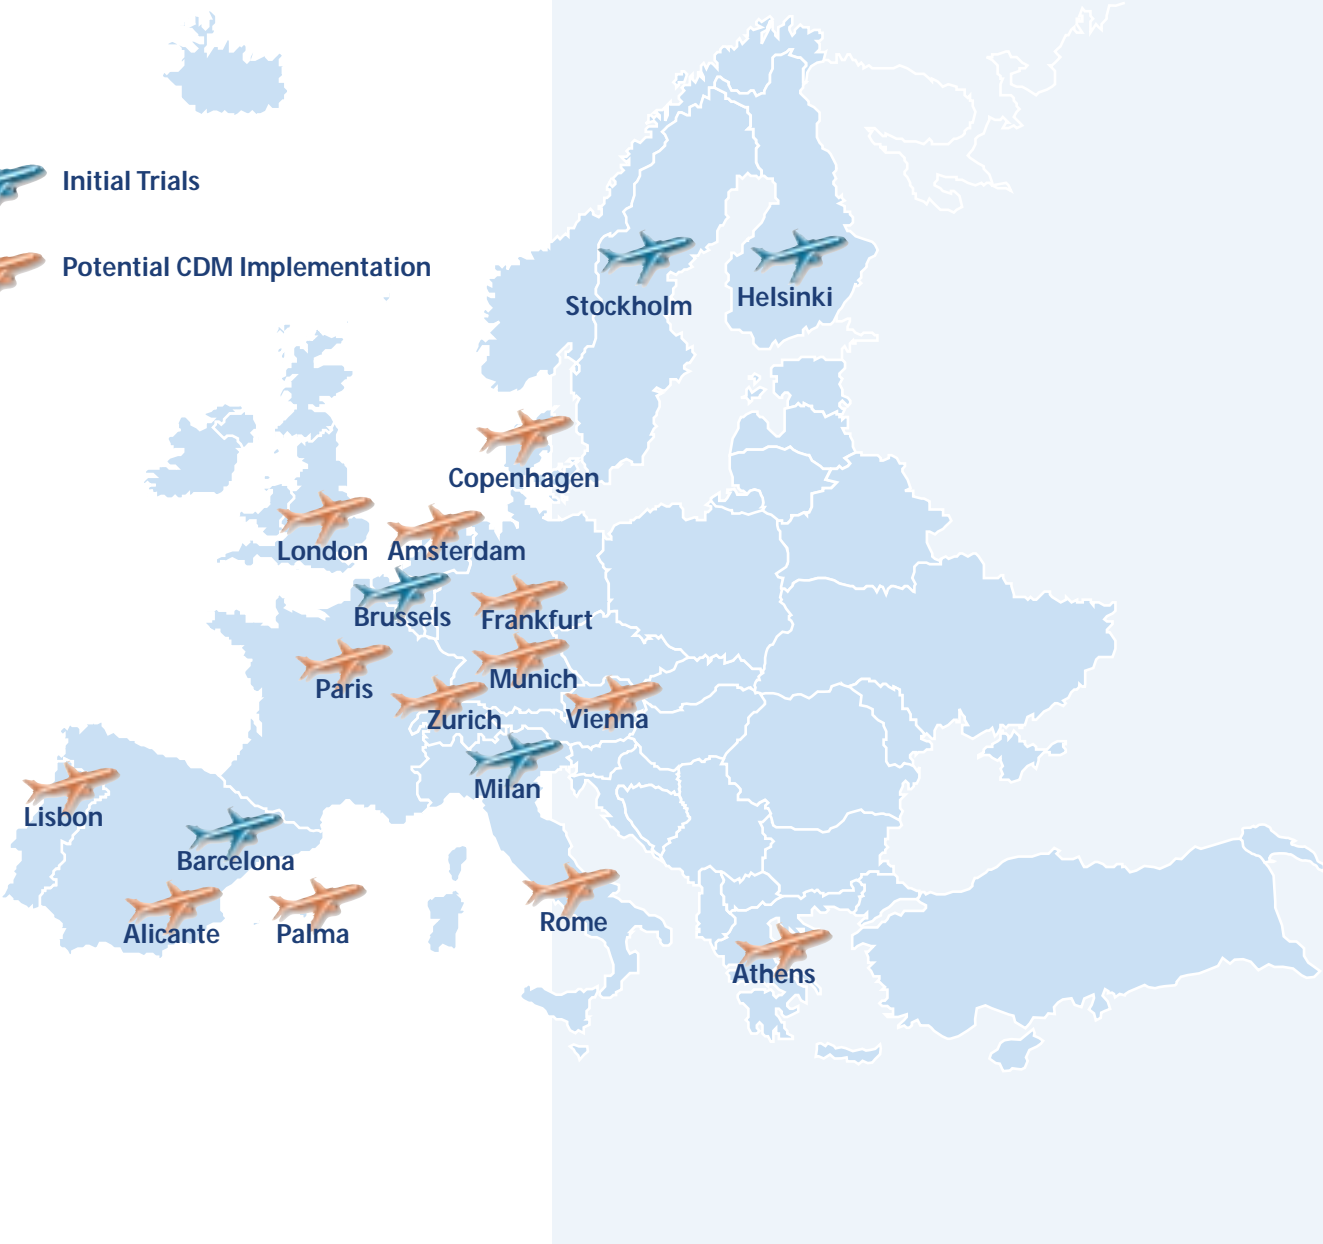 Initial Trials
Potential CDM Implementation
Stockholm
Helsinki
Copenhagen
London
Amsterdam
Brussels
Frankfurt
Paris
Munich
Zurich
Vienna
Milan
Lisbon
Barcelona
Alicante
Palma
Rome
Athens